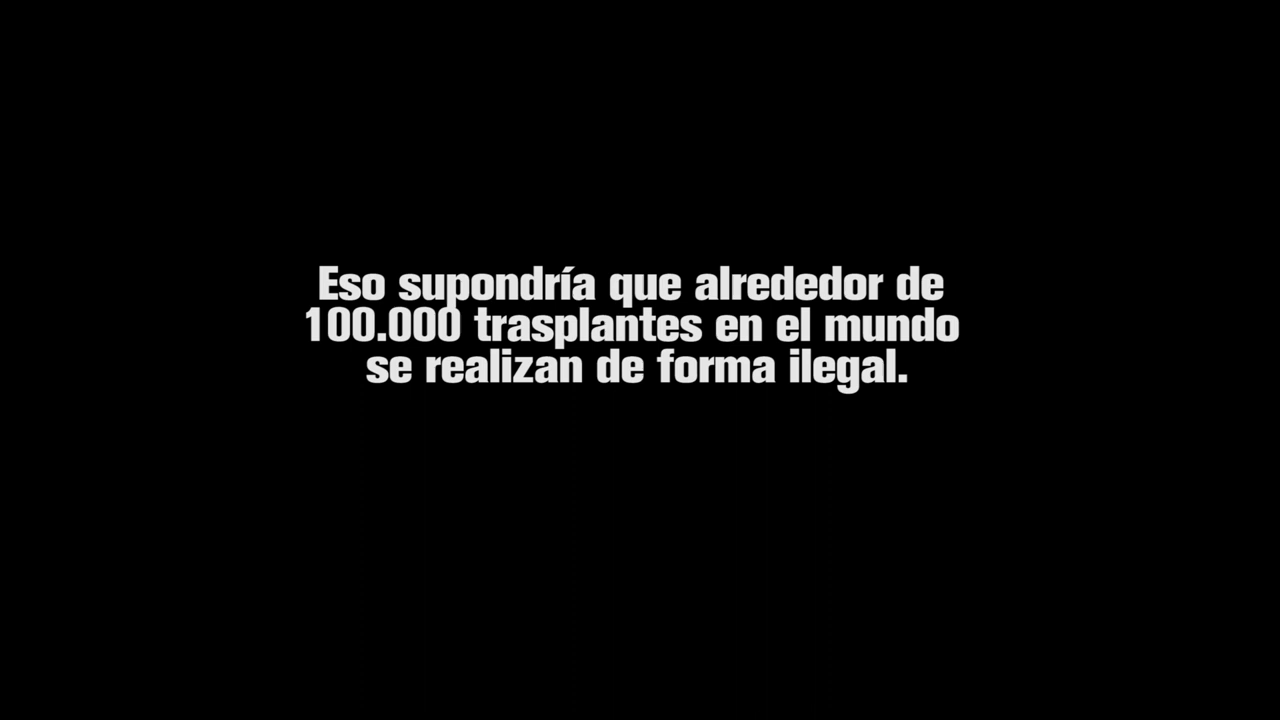 Eso supondría que alrededor de
100.000 trasplantes en el mundo
se realizan de forma ilegal.